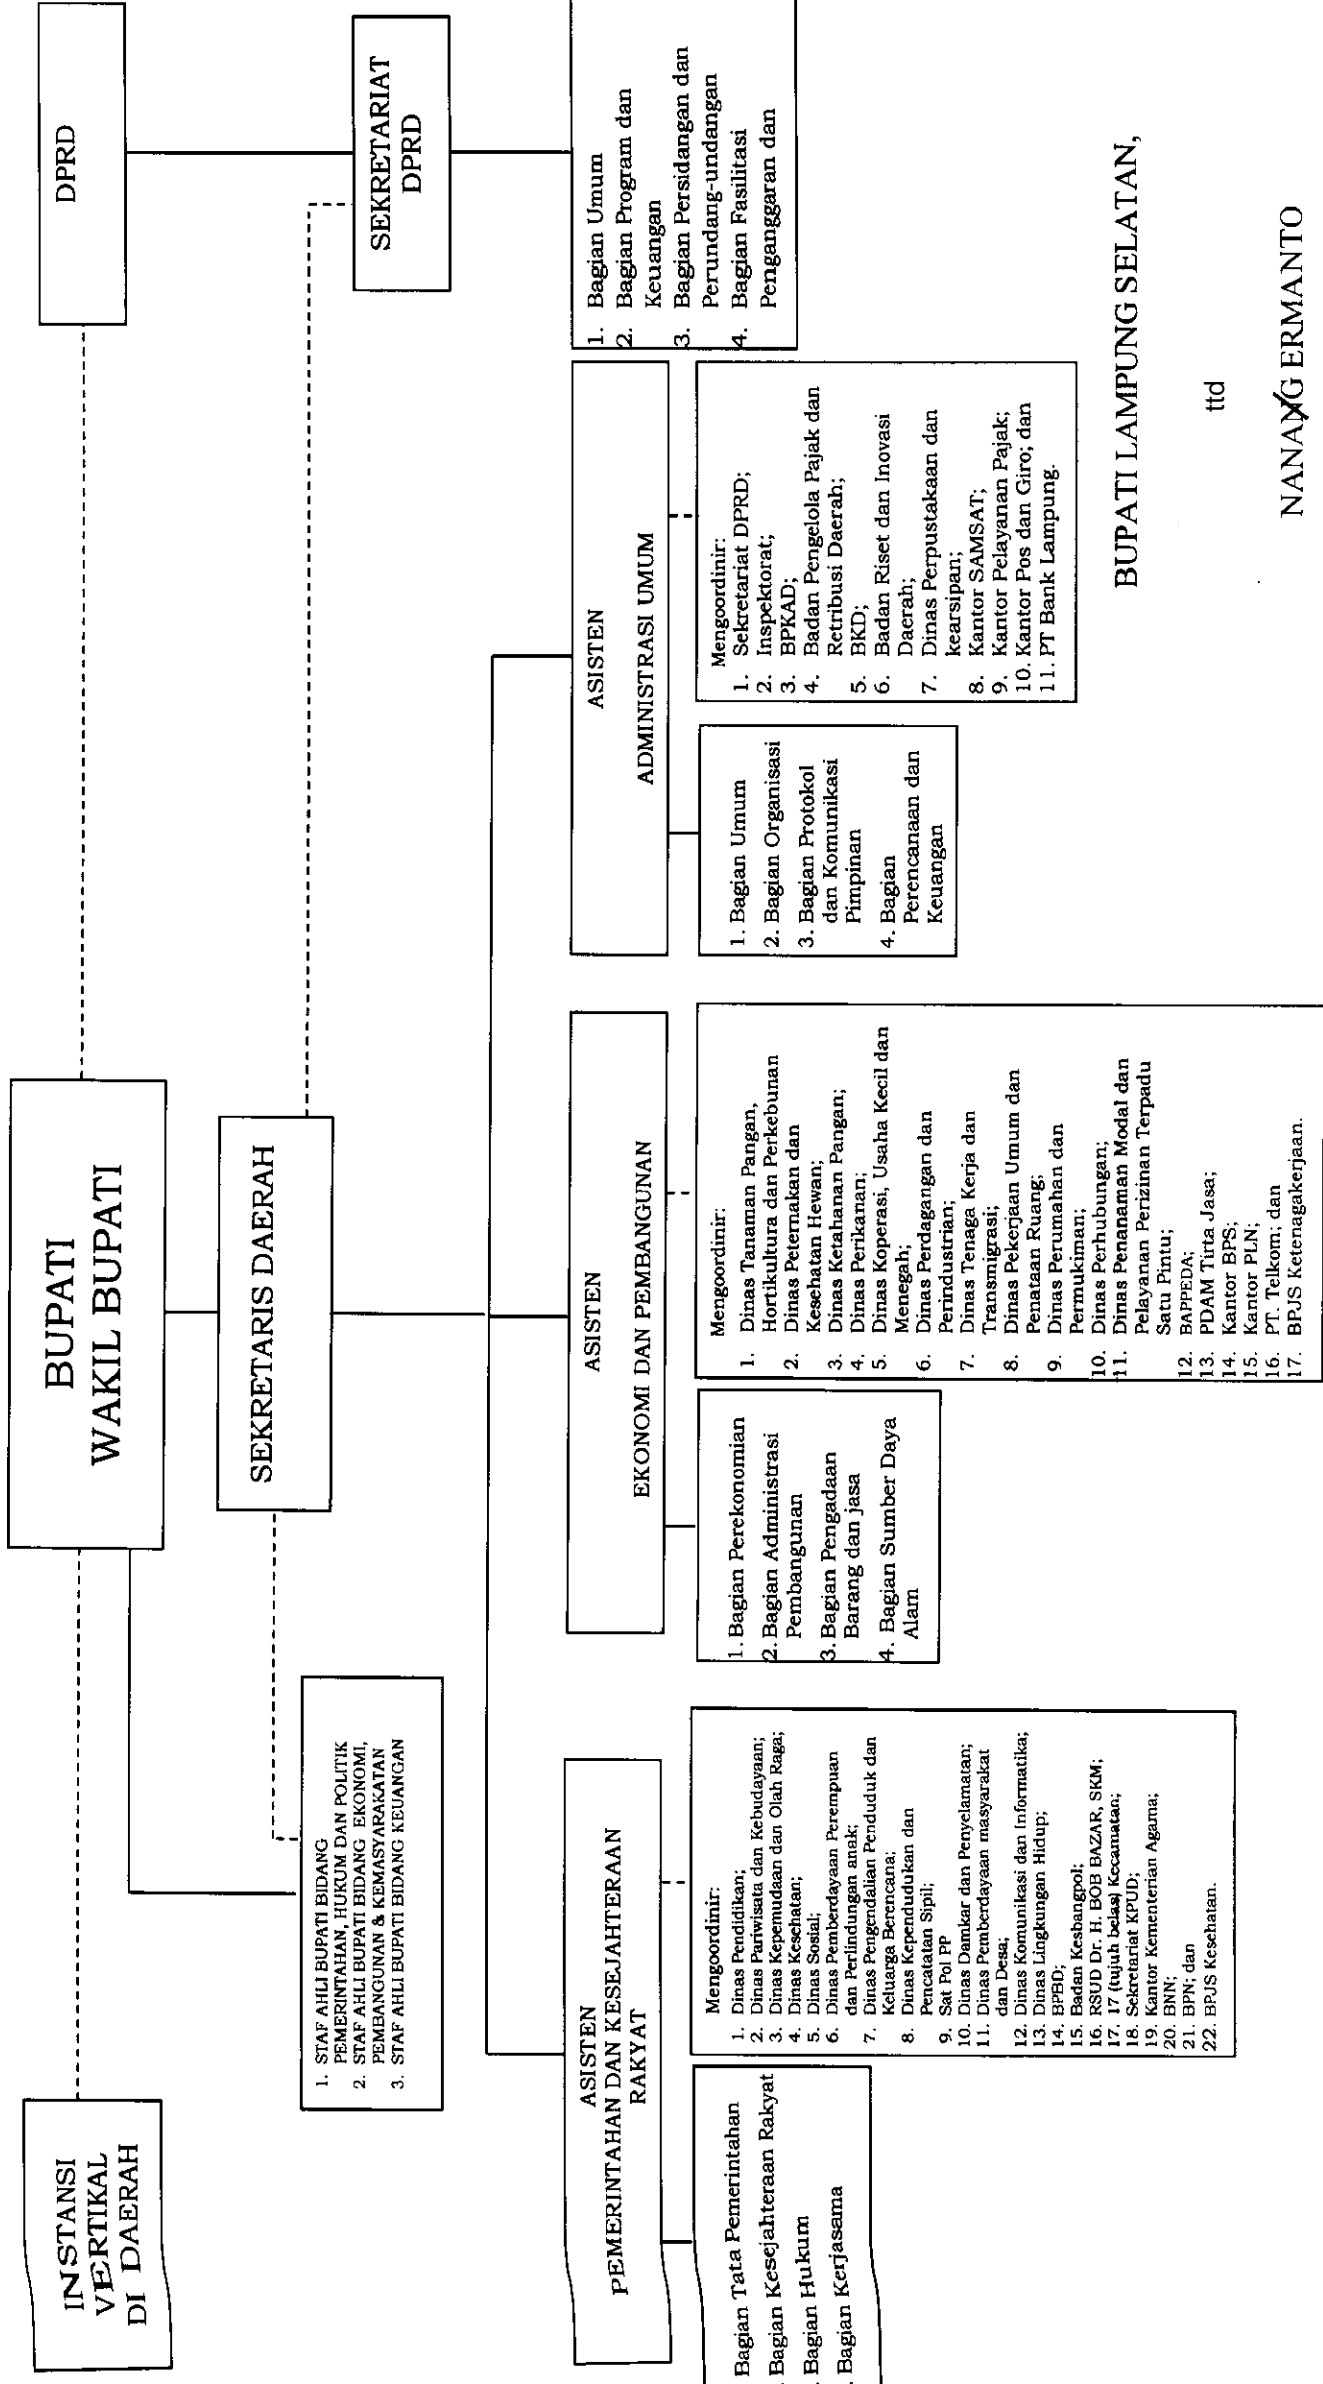 INSTANSI
VERTIKAL
DI DAERAH
BUPATI
WAKIL BUPATI
DPRD
SEKRETARIS DAERAH
SEKRETARIAT
DPRD
1. STAF AHLI BUPATI BIDANG
PEMERINTAHAN, HUKUM DAN POLITIK
2. STAF AHLI BUPATI BIDANG EKONOMI,
PEMBANGUNAN & KEMASYARAKATAN
3. STAF AHLI BUPATI BIDANG KEUANGAN
ASISTEN
PEMERINTAHAN DAN KESEJAHTERAAN
RAKYAT
Bagian Tata Pemerintahan
. Bagian Kesejahteraan Rakyat
. Bagian Hukum
. Bagian Kerjasama
Mengoordinir:
1. Dinas Pendidikan;
2. Dinas Pariwisata dan Kebudayaan;
3. Dinas Kepemudaan dan Olah Raga;
4. Dinas Kesehatan;
5. Dinas Sosial;
6. Dinas Pemberdayaan Perempuan
dan Perlindungan anak;
7. Dinas Pengendalian Penduduk dan
Keluarga Berencana;
8. Dinas Kependudukan dan
Pencatatan Sipil;
9. Sat Pol PP
10. Dinas Damkar dan Penyelamatan;
11. Dinas Pemberdayaan masyarakat
dan Desa;
12. Dinas Komunikasi dan Informatika;
13. Dinas Lingkungan Hidup;
14. BPBD;
15. Badan Kesbangpol;
16. RSUD Dr. H. BOB BAZAR, SKM;
17. 17 (tujuh belas) Kecamatan;
18. Sekretariat KPUD;
19. Kantor Kementerian Agama;
20. BNN;
21. BPN; dan
22. BPJS Kesehatan.
ASISTEN
EKONOMI DAN PEMBANGUNAN
1. Bagian Perekonomian
2. Bagian Administrasi
Pembangunan
3. Bagian Pengadaan
Barang dan jasa
4. Bagian Sumber Daya
Alam
Mengoordinir:
1. Dinas Tanaman Pangan,
Hortikultura dan Perkebunan
2. Dinas Peternakan dan
Kesehatan Hewan;
3. Dinas Ketahanan Pangan;
4. Dinas Perikanan;
5. Dinas Koperasi, Usaha Kecil dan
Menegah;
6. Dinas Perdagangan dan
Perindustrian;
7. Dinas Tenaga Kerja dan
Transmigrasi;
8. Dinas Pekerjaan Umum dan
Penataan Ruang;
9. Dinas Perumahan dan
Permukiman;
10. Dinas Perhubungan;
11. Dinas Penanaman Modal dan
Pelayanan Perizinan Terpadu
Satu Pintu;
12. BAPPEDA;
13. PDAM Tirta Jasa;
14. Kantor BPS;
15. Kantor PLN;
16. PT. Telkom; dan
17. BPJS Ketenagakerjaan.
ASISTEN
ADMINISTRASI UMUM
1. Bagian Umum
2. Bagian Organisasi
3. Bagian Protokol
dan Komunikasi
Pimpinan
4. Bagian
Perencanaan dan
Keuangan
Mengoordinir:
1. Sekretariat DPRD;
2. Inspektorat;
3. BPKAD;
4. Badan Pengelola Pajak dan
Retribusi Daerah;
5. BKD;
6. Badan Riset dan Inovasi
Daerah;
7. Dinas Perpustakaan dan
kearsipan;
8. Kantor SAMSAT;
9. Kantor Pelayanan Pajak;
10. Kantor Pos dan Giro; dan
11. PT Bank Lampung.
1. Bagian Umum
2. Bagian Program dan
Keuangan
3. Bagian Persidangan dan
Perundang-undangan
4. Bagian Fasilitasi
Penganggaran dan
BUPATI LAMPUNG SELATAN,
ttd
NANANG ERMANTO